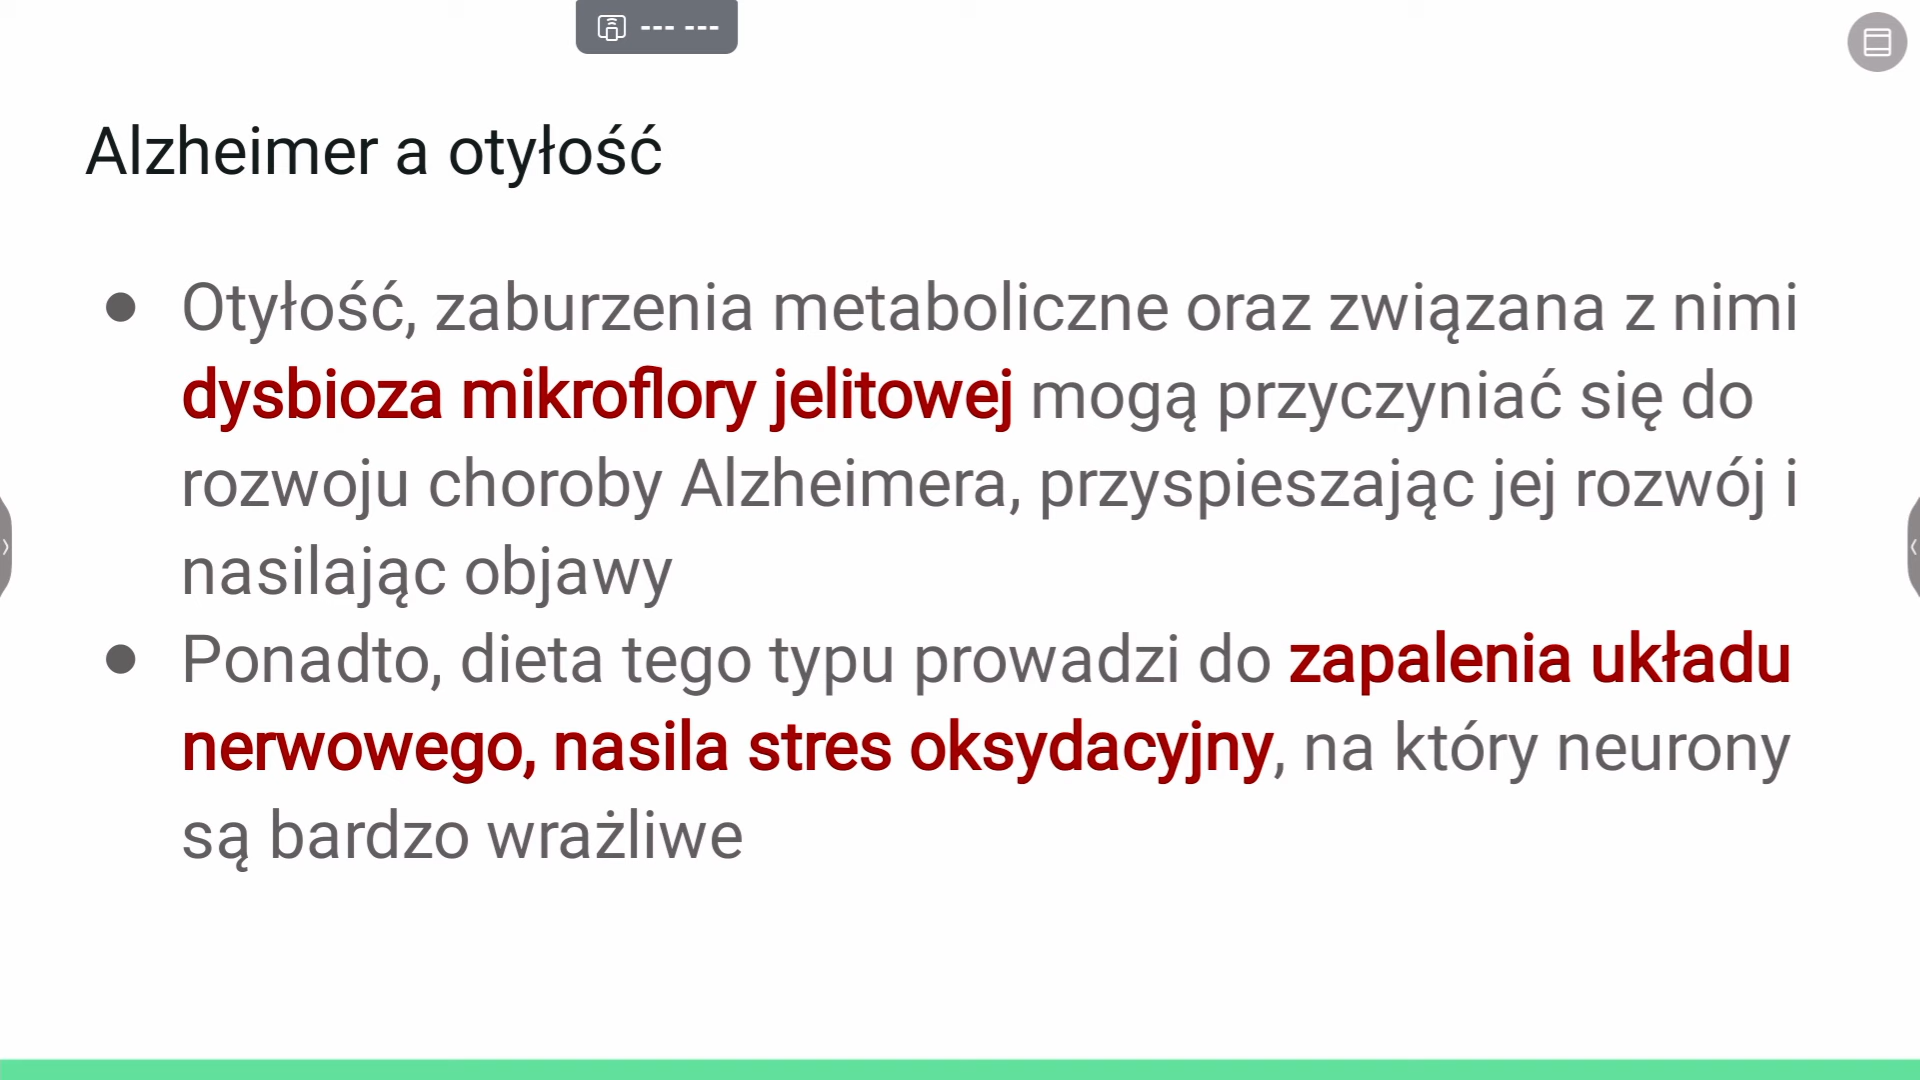 --- ---
Alzheimer a otyłość
● Otyłość, zaburzenia metaboliczne oraz związana z nimi
dysbioza mikroflory jelitowej mogą przyczyniać się do
rozwoju choroby Alzheimera, przyspieszając jej rozwój i
nasilając objawy
● Ponadto, dieta tego typu prowadzi do zapalenia układu
nerwowego, nasila stres oksydacyjny, na który neurony
są bardzo wrażliwe